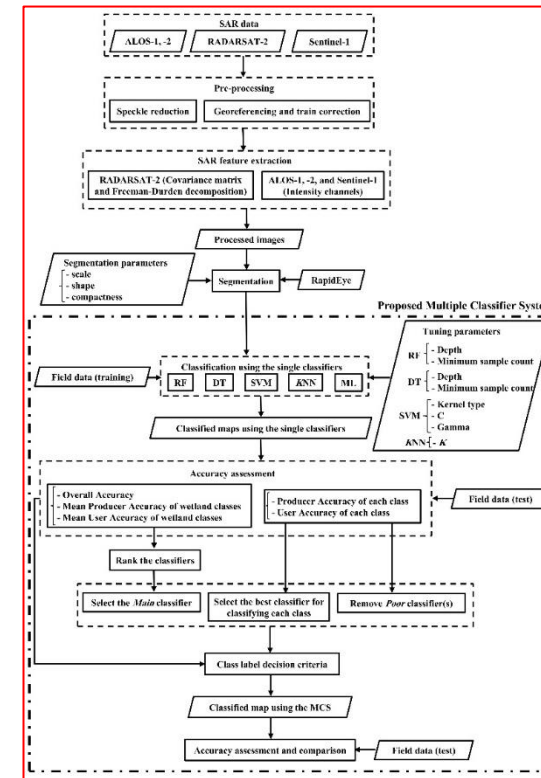 SAR data
ALOS-1, -2
RADARSAT-2
Sentinel-1
Pre-processing
Speckle reduction
Georeferencing and train correction
SAR feature extraction
RADARSAT-2 (Covariance matrix
and Freeman-Durden decomposition)
ALOS-1, -2, and Sentinel-1
(Intensity channels)
Processed images
Segmentation parameters
- scale
- shape
- compactness
Segmentation
RapidEye
Proposed Multiple Classifier Syste
Tuning parameters
RF
- Depth
- Minimum sample count
DT
- Depth
- Minimum sample count
SVM
- Kernel type
- C
- Gamma
KNN
- K
Classification using the single classifiers
Field data (training)
RF
DT
SVM
KNN
ML
Classified maps using the single classifiers
Accuracy assessment
- Overall Accuracy
- Mean Producer Accuracy of wetland classes
- Mean User Accuracy of wetland classes
- Producer Accuracy of each class
- User Accuracy of each class
Field data (test)
Rank the classifiers
Select the Main classifier
Select the best classifier for
classifying each class
Remove Poor classifier(s)
Class label decision criteria
Classified map using the MCS
Accuracy assessment and comparison
Field data (test)